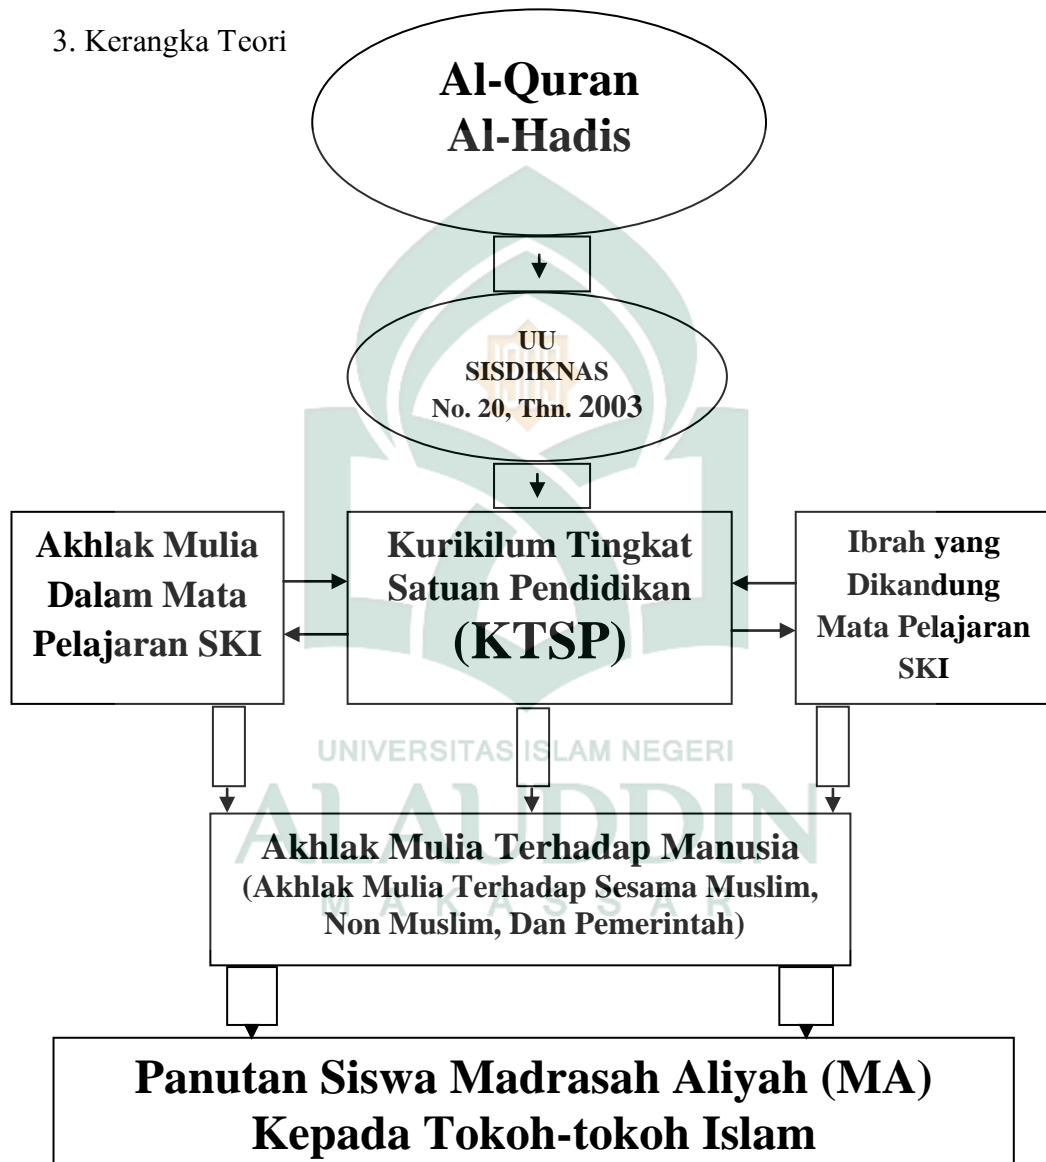 3. Kerangka Teori
Al-Quran
Al-Hadis
UU
SISDIKNAS
No. 20, Thn. 2003
Akhlak Mulia
Dalam Mata
Pelajaran SKI
Kurikilum Tingkat
Satuan Pendidikan
(KTSP)
Ibrah yang
Dikandung
Mata Pelajaran
SKI
UNIVERSITAS ISLAM NEGERI
ALAUDDIN
MAKASSAR
Akhlak Mulia Terhadap Manusia
(Akhlak Mulia Terhadap Sesama Muslim,
Non Muslim, Dan Pemerintah)
Panutan Siswa Madrasah Aliyah (MA)
Kepada Tokoh-tokoh Islam